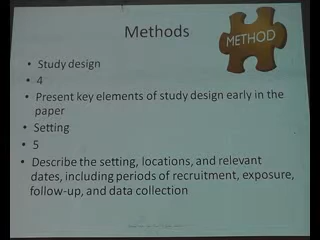 Methods
METHOD
• Study design
• 4
• Present key elements of study design early in the
paper
• Setting
• 5
• Describe the setting, locations, and relevant
dates, including periods of recruitment, exposure,
follow-up, and data collection